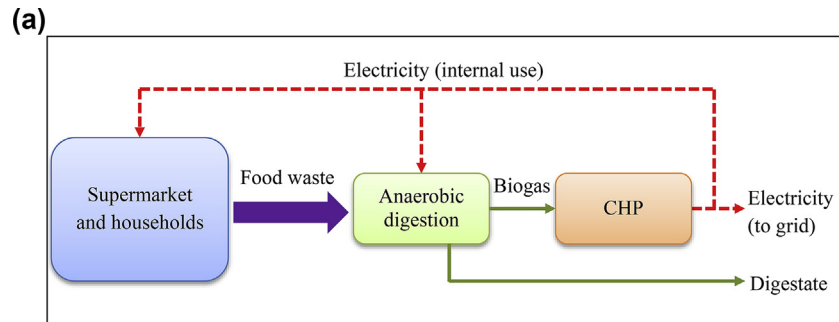 (a)
Electricity (internal use)
Supermarket
and households
Food waste
Anaerobic
digestion
Biogas
CHP
Electricity
(to grid)
Digestate